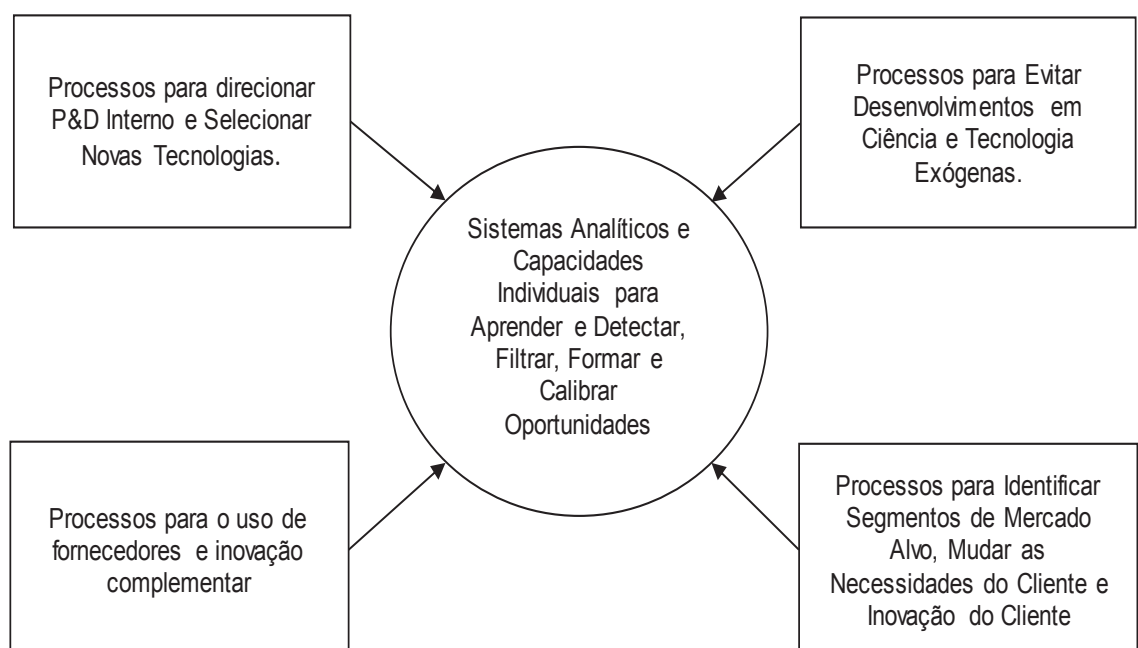 Processos para direcionar
P&D Interno e Selecionar
Novas Tecnologias.
Processos para Evitar
Desenvolvimentos em
Ciência e Tecnologia
Exógenas.
Sistemas Analíticos e
Capacidades
Individuais para
Aprender e Detectar,
Filtrar, Formar e
Calibrar
Oportunidades
Processos para o uso de
fornecedores e inovação
complementar
Processos para Identificar
Segmentos de Mercado
Alvo, Mudar as
Necessidades do Cliente e
Inovação do Cliente